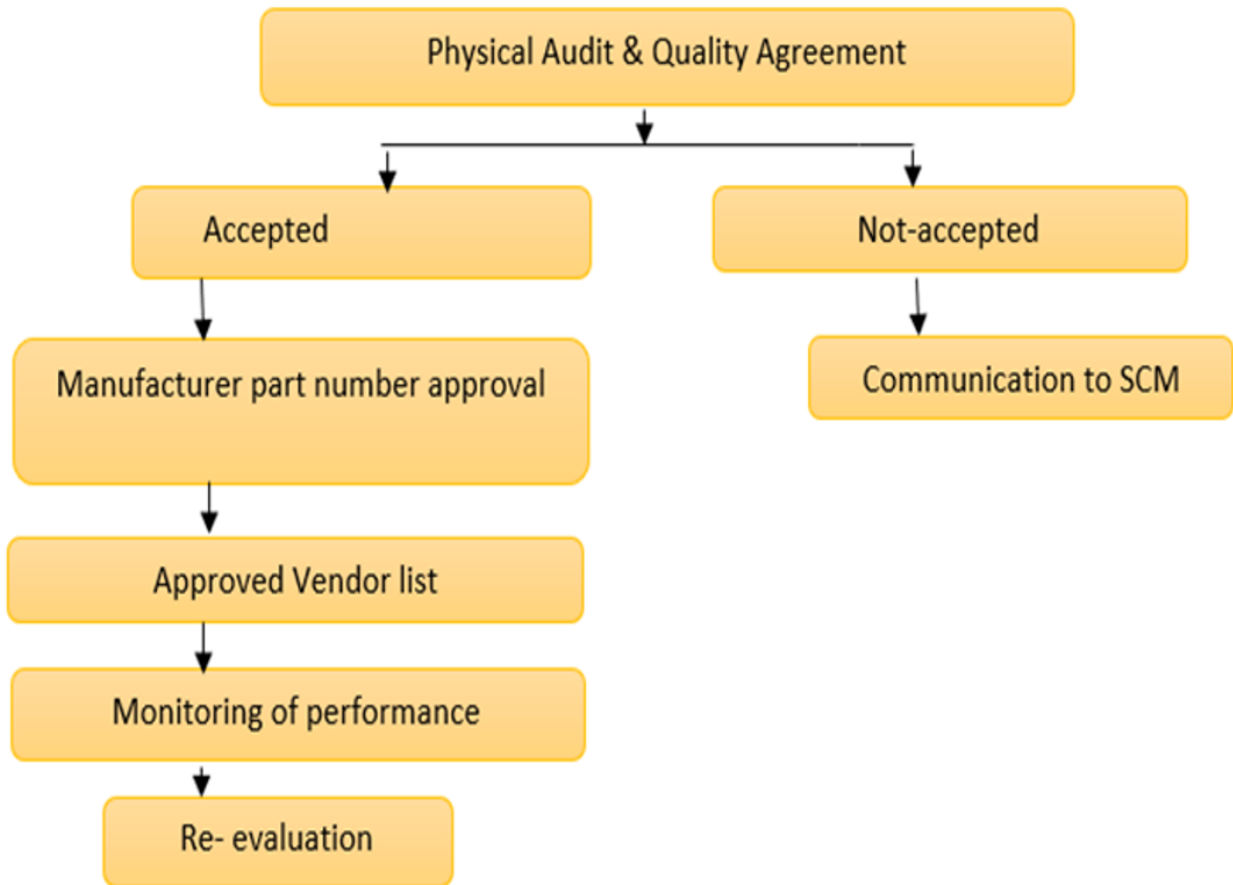 Physical Audit & Quality Agreement
Accepted
Not-accepted
Manufacturer part number approval
Communication to SCM
Approved Vendor list
Monitoring of performance
Re- evaluation